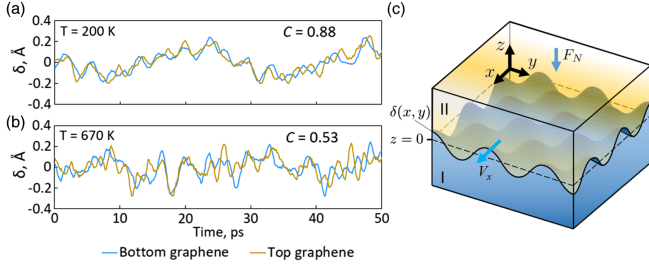 (a)
T = 200 K
C = 0.88
δ, Å
0.4
0.2
0
-0.2
-0.4
(b)
T = 670 K
C = 0.53
δ, Å
0.4
0.2
0
-0.2
-0.4
0
10
20
30
40
50
Time, ps
Bottom graphene
Top graphene
(c)
z
y
x
F_N
II
δ(x, y)
z = 0
V_x
I